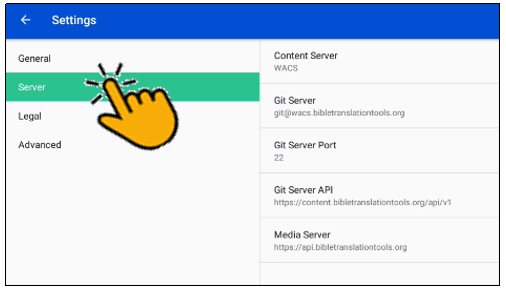 Settings
General
Server
Legal
Advanced
Content Server
WACS
Git Server
git@wacs.bibletranslationtools.org
Git Server Port
22
Git Server API
https://content.bibletranslationtools.org/api/v1
Media Server
https://api.bibletranslationtools.org